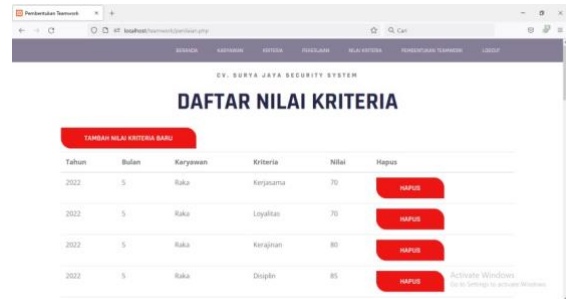 Pembentukan Teamwork
localhost/teamwork/penilaian.php
Cari
BERANDA KARYAWAN KRITERIA PEKERJAAN NILAI KRITERIA PEMBENTUKAN TEAMWORK LOGOUT
CV. SURYA JAYA SECURITY SYSTEM
DAFTAR NILAI KRITERIA
TAMBAH NILAI KRITERIA BARU
Tahun Bulan Karyawan Kriteria Nilai Hapus
2022 5 Raka Kerjasama 70 HAPUS
2022 5 Raka Loyalitas 70 HAPUS
2022 5 Raka Kerajinan 80 HAPUS
2022 5 Raka Disiplin 85 HAPUS
Activate Windows
Go to Settings to activate Windows.